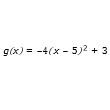 g(x) = −4(x − 5)² + 3